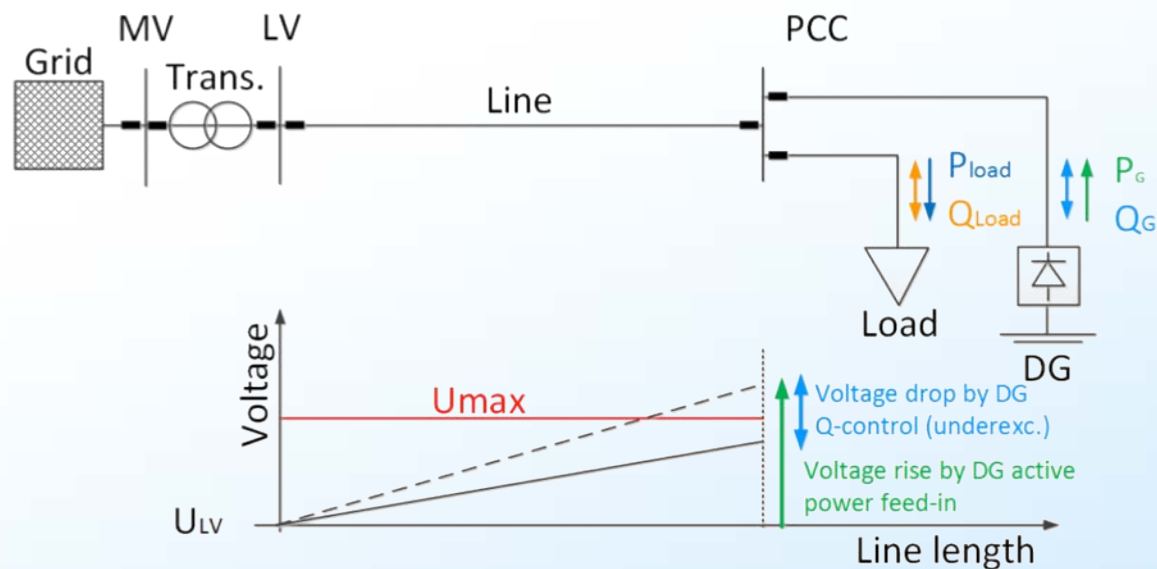 MV
LV
PCC
Grid
Trans.
Line
Pload
QLoad
PG
QG
Load
DG
Voltage
Umax
Voltage drop by DG
Q-control (underexc.)
Voltage rise by DG active
power feed-in
ULV
Line length